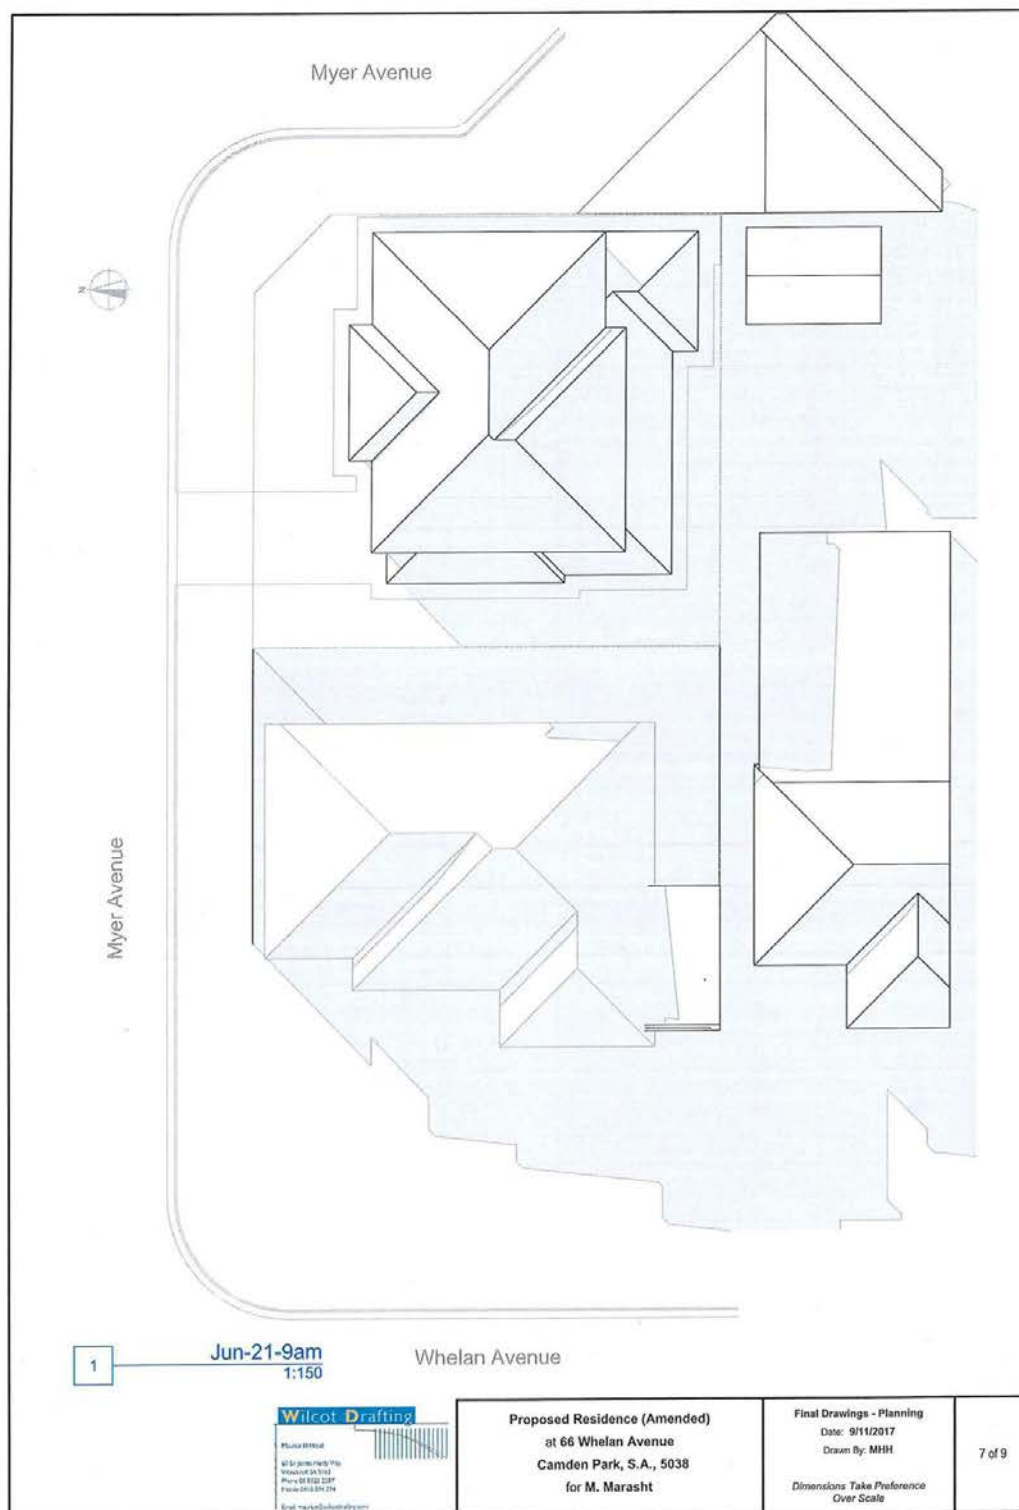 Myer Avenue
N
Myer Avenue
1
Jun-21-9am
1:150
Whelan Avenue
Wilcot Drafting
Proposed Residence (Amended)
at 66 Whelan Avenue
Camden Park, S.A., 5038
for M. Marasht
Final Drawings - Planning
Date: 9/11/2017
Drawn By: MHH
Dimensions Take Preference
Over Scale
7 of 9